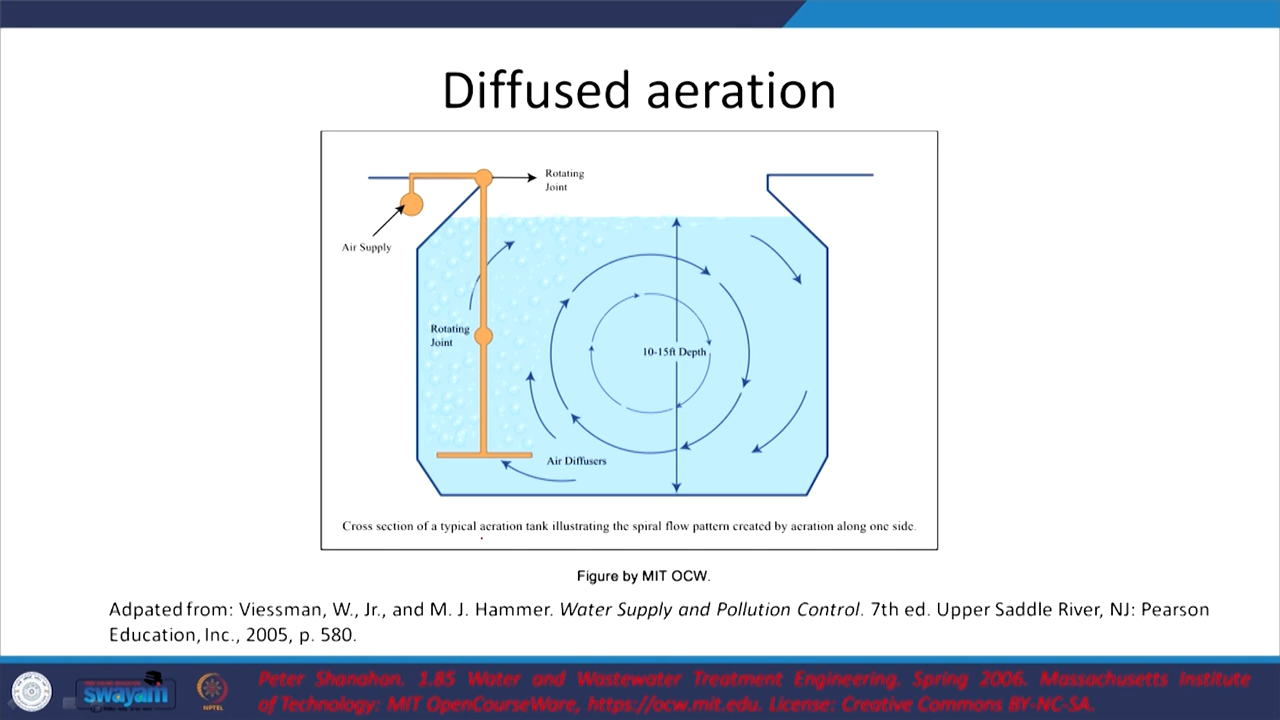 Diffused aeration
Rotating
Joint
Air Supply
Rotating
Joint
10-15ft Depth
Air Diffusers
Cross section of a typical aeration tank illustrating the spiral flow pattern created by aeration along one side.
Figure by MIT OCW.
Adpated from: Viessman, W., Jr., and M. J. Hammer. Water Supply and Pollution Control. 7th ed. Upper Saddle River, NJ: Pearson
Education, Inc., 2005, p. 580.
Peter Shanahan. 1.85 Water and Wastewater Treatment Engineering. Spring 2006. Massachusetts Institute
of Technology: MIT OpenCourseWare, https://ocw.mit.edu. License: Creative Commons BY-NC-SA.
swayam
NPTEL